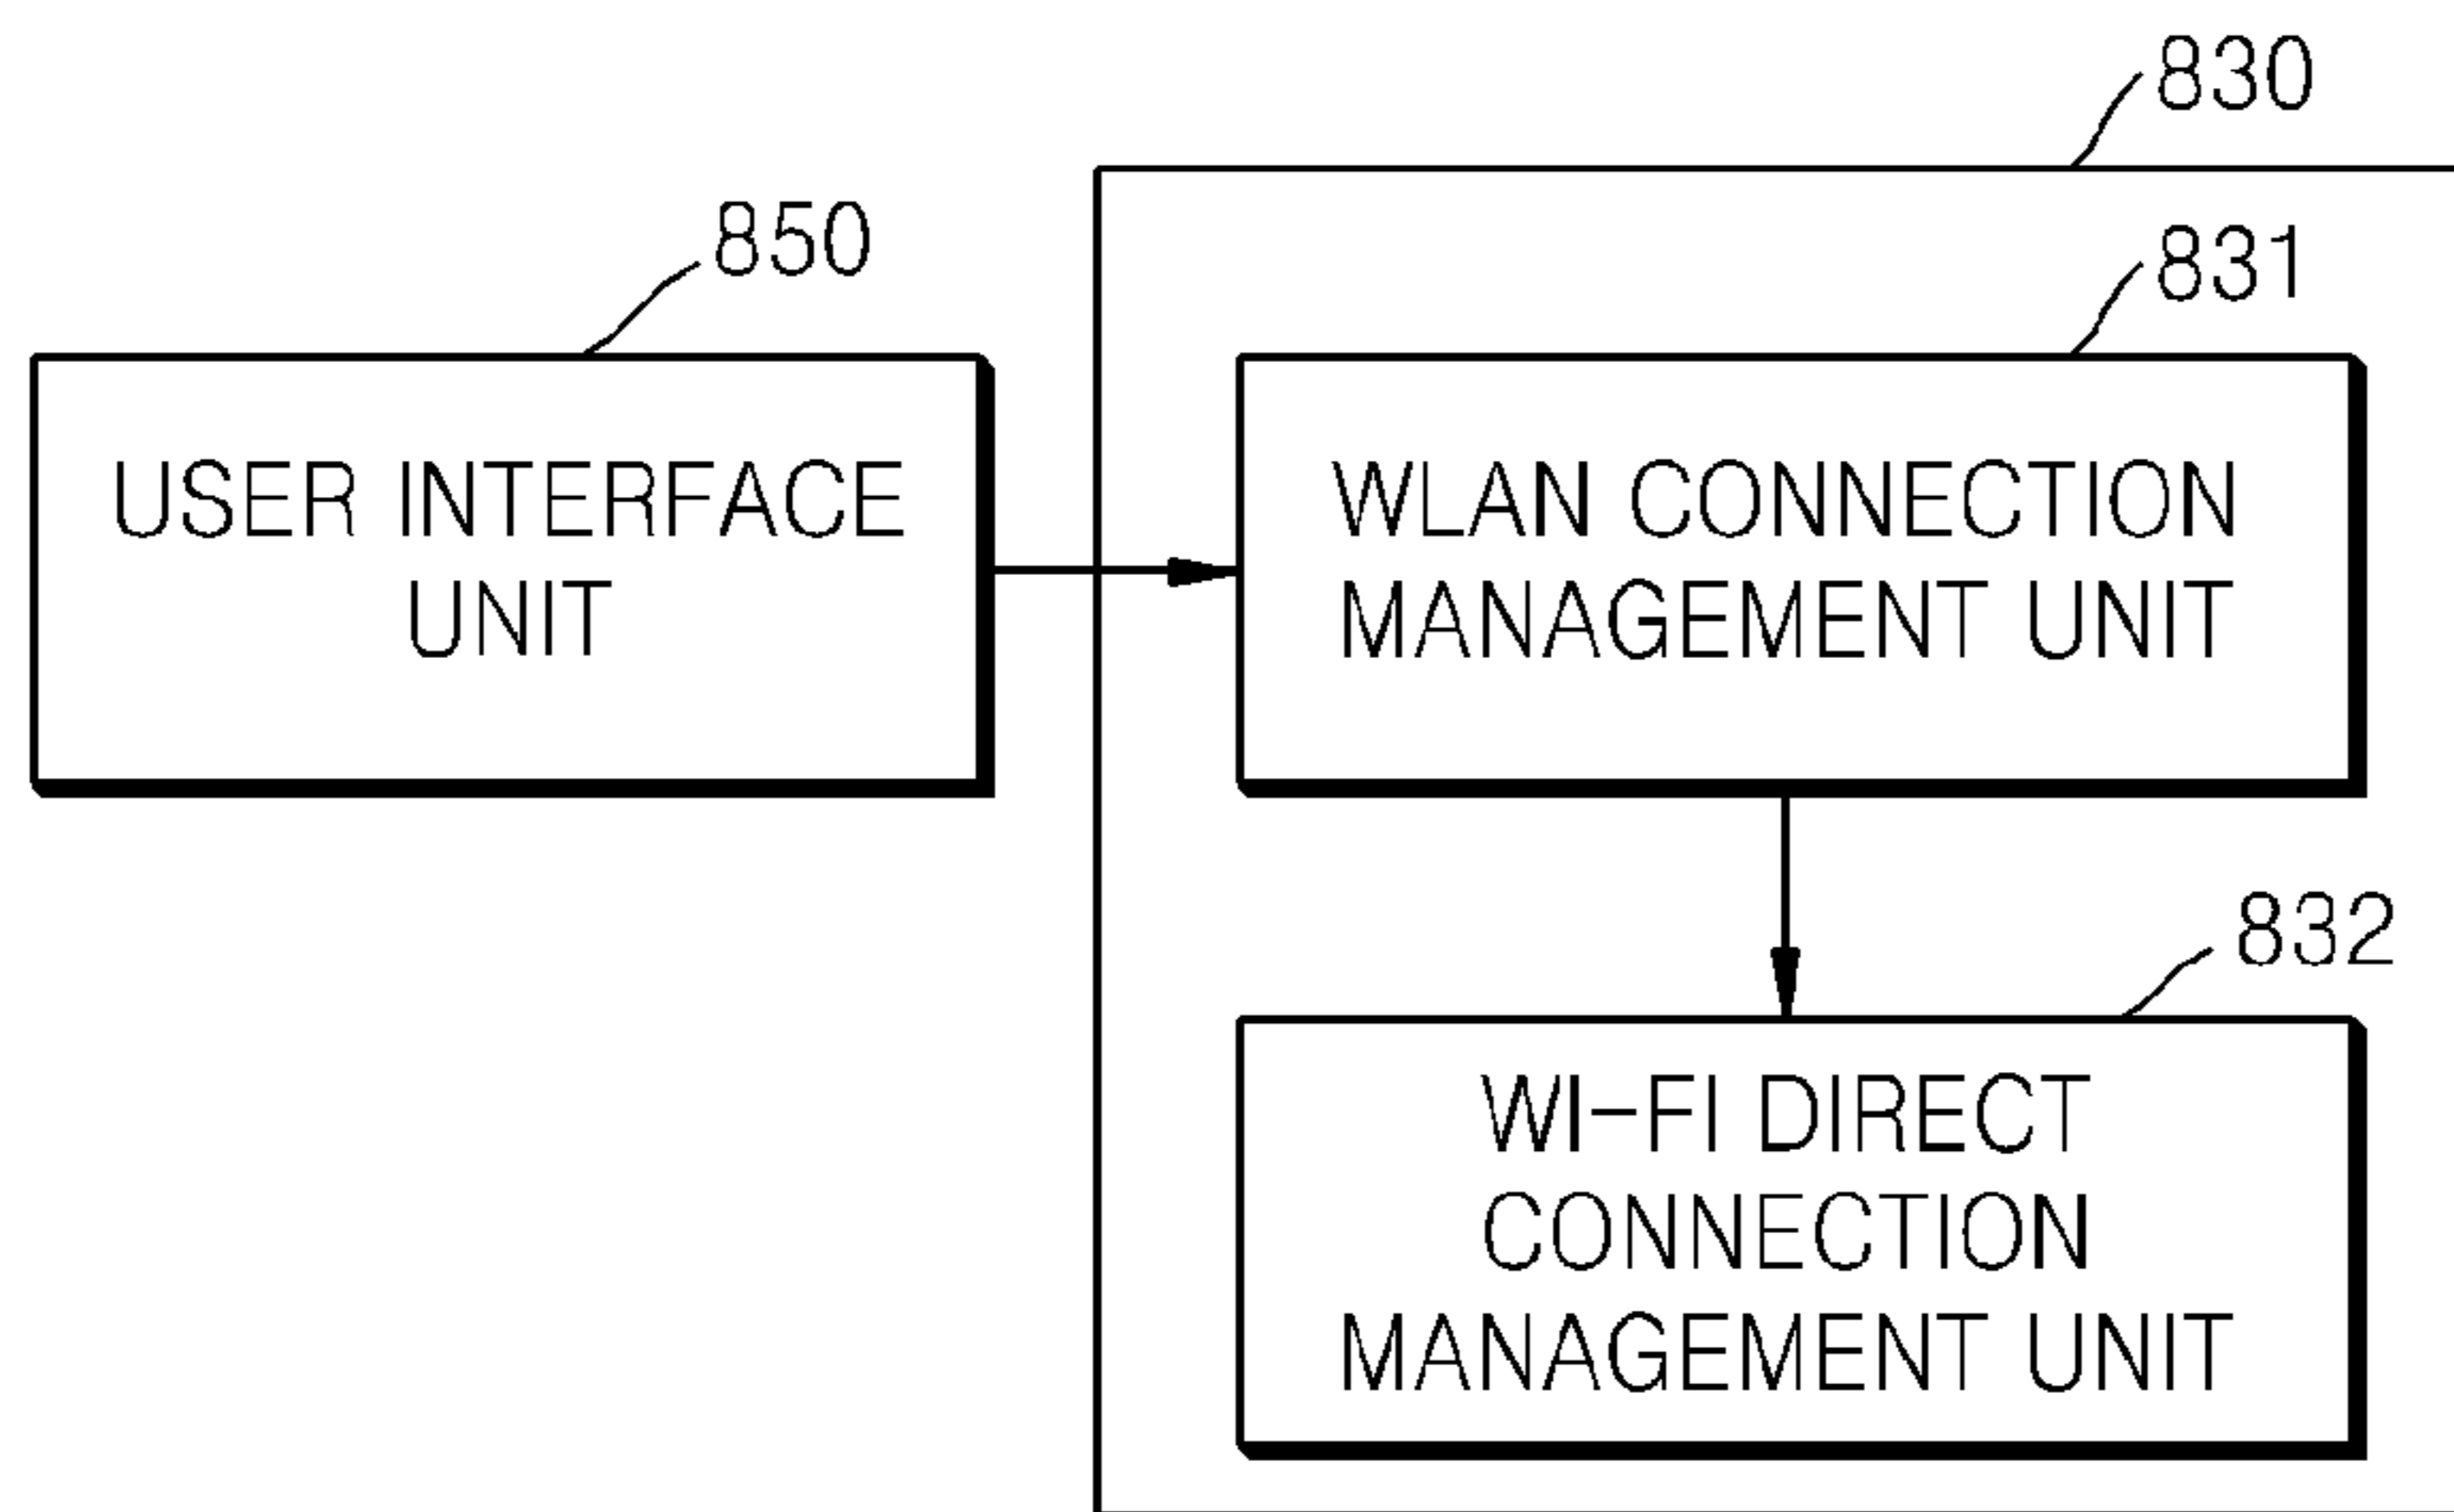 830
850
831
USER INTERFACE
UNIT
WLAN CONNECTION
MANAGEMENT UNIT
832
WI-FI DIRECT
CONNECTION
MANAGEMENT UNIT